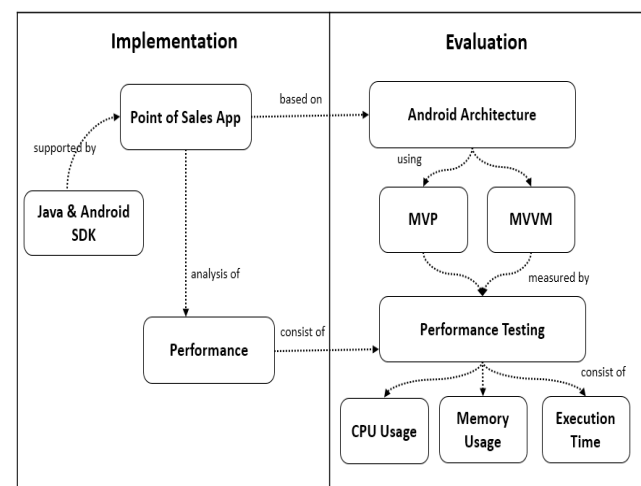 Implementation
Evaluation
Point of Sales App
based on
Android Architecture
supported by
using
Java & Android
SDK
MVP
MVVM
analysis of
measured by
Performance
consist of
Performance Testing
consist of
CPU Usage
Memory
Usage
Execution
Time